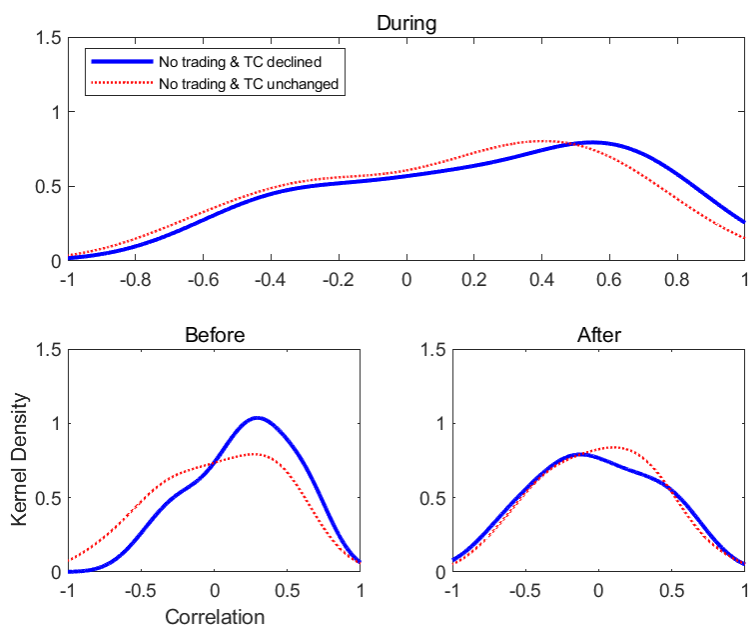 During
1.5
1
0.5
0
No trading & TC declined
No trading & TC unchanged
-1 -0.8 -0.6 -0.4 -0.2 0 0.2 0.4 0.6 0.8 1
Before
1.5
1
0.5
0
Kernel Density
-1 -0.5 0 0.5 1
Correlation
After
1.5
1
0.5
0
-1 -0.5 0 0.5 1